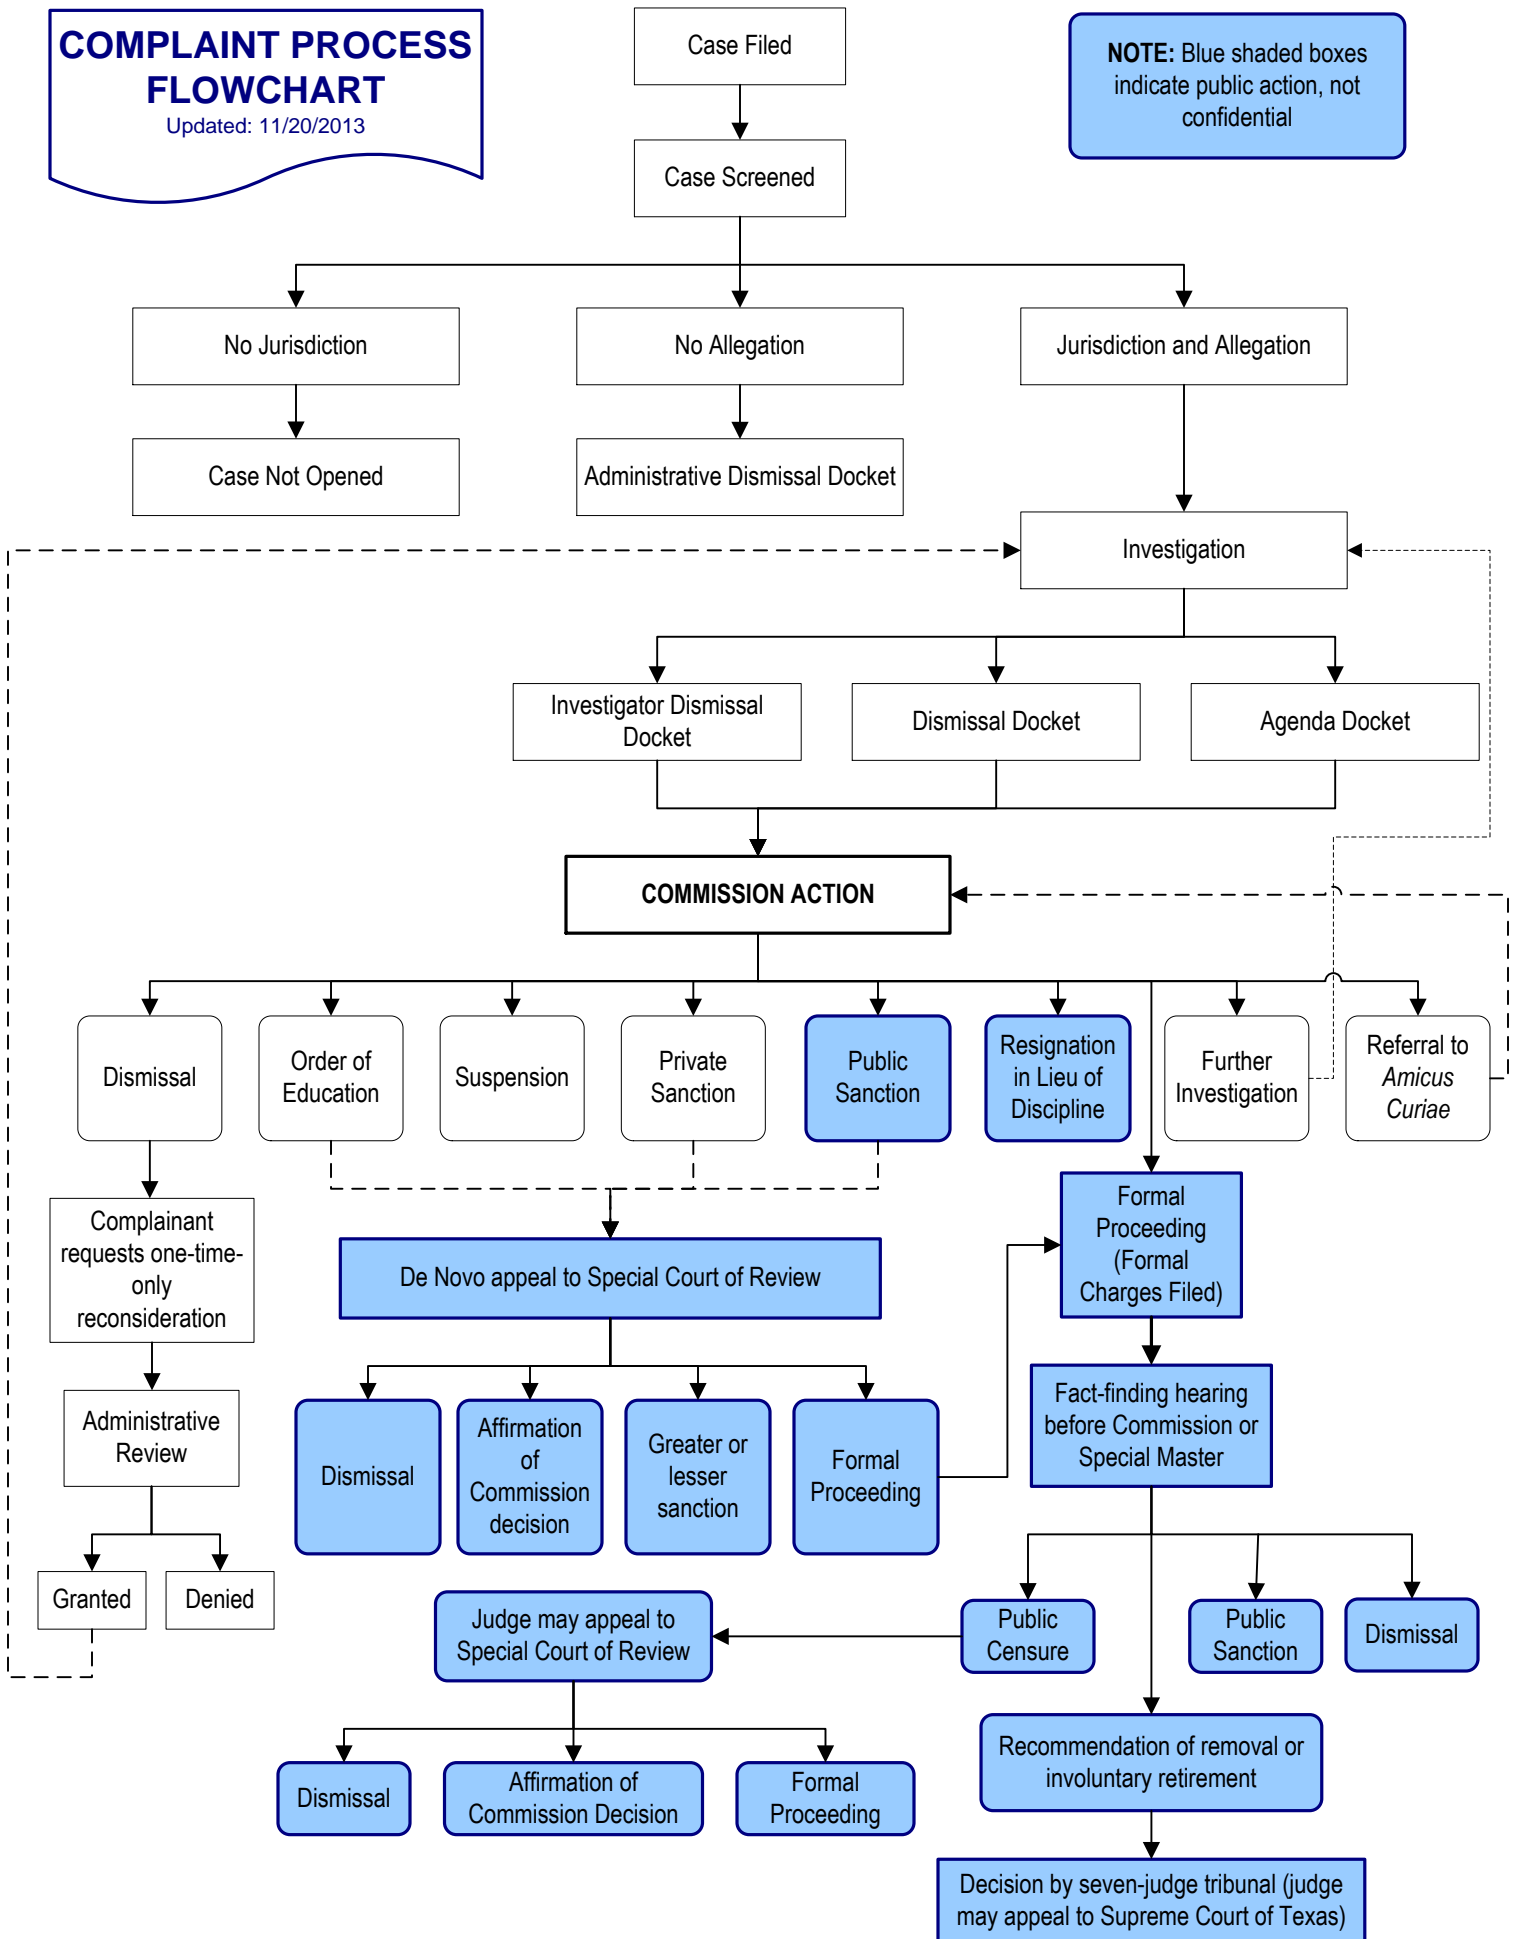 COMPLAINT PROCESS
FLOWCHART
Updated: 11/20/2013
Case Filed
NOTE: Blue shaded boxes
indicate public action, not
confidential
Case Screened
No Jurisdiction
No Allegation
Jurisdiction and Allegation
Case Not Opened
Administrative Dismissal Docket
Investigation
Investigator Dismissal
Docket
Dismissal Docket
Agenda Docket
COMMISSION ACTION
Dismissal
Order of
Education
Suspension
Private
Sanction
Public
Sanction
Resignation
in Lieu of
Discipline
Further
Investigation
Referral to
Amicus
Curiae
Complainant
requests one-time-
only
reconsideration
De Novo appeal to Special Court of Review
Formal
Proceeding
(Formal
Charges Filed)
Administrative
Review
Dismissal
Affirmation
of
Commission
decision
Greater or
lesser
sanction
Formal
Proceeding
Fact-finding hearing
before Commission or
Special Master
Granted
Denied
Judge may appeal to
Special Court of Review
Public
Censure
Public
Sanction
Dismissal
Dismissal
Affirmation of
Commission Decision
Formal
Proceeding
Recommendation of removal or
involuntary retirement
Decision by seven-judge tribunal (judge
may appeal to Supreme Court of Texas)